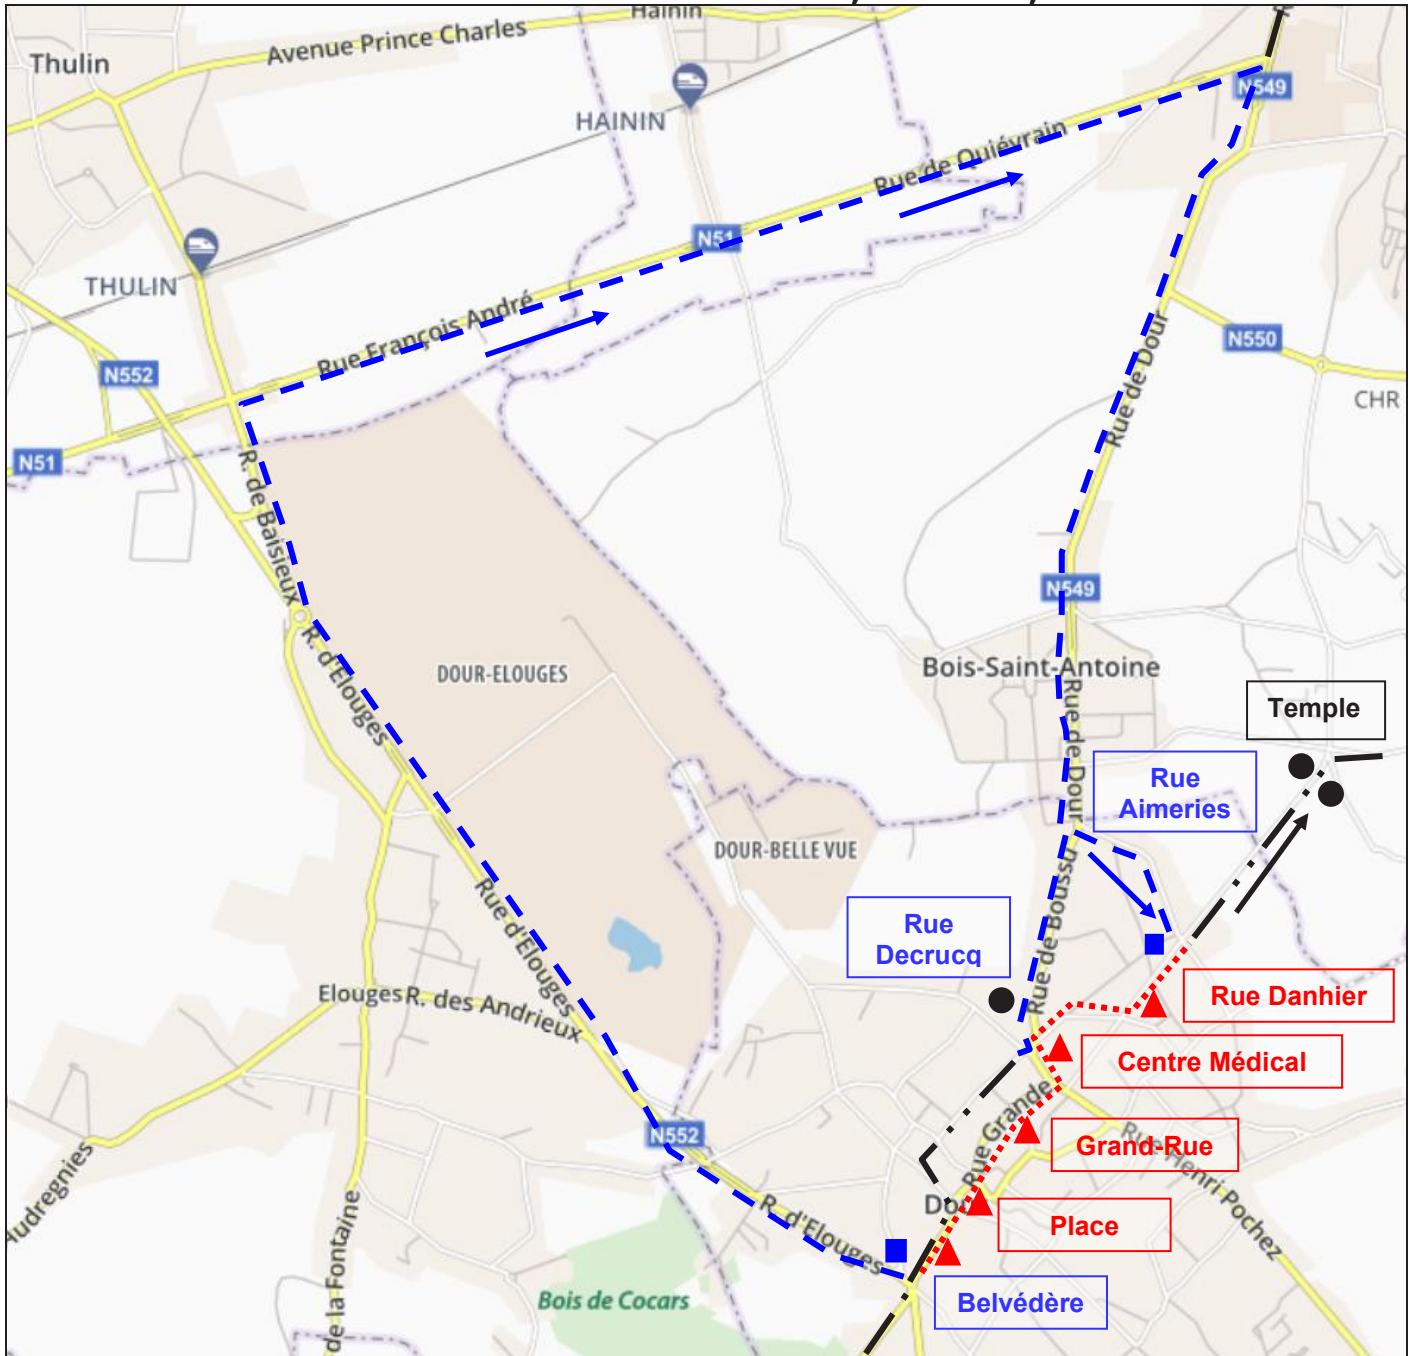 Hainin
Thulin
Avenue Prince Charles
N549
HAININ
Rue de Quiévrain
N51
THULIN
Rue François André
N550
N552
Rue de Dour
CHR
N51
R. de Baisieux
N549
R. d'Elouges
DOUR-ELOUGES
Bois-Saint-Antoine
Rue de Dour
Temple
Rue
Aimeries
DOUR-BELLE VUE
Rue de Boussu
Rue d'Elouges
Rue
Decrucq
Elouges
R. des Andrieux
Rue Danhier
Centre Médical
Rue Grande
N552
Grand-Rue
Rue Henri Pochez
Place
R. d'Elouges
de la Fontaine
Bois de Cocars
Belvédère